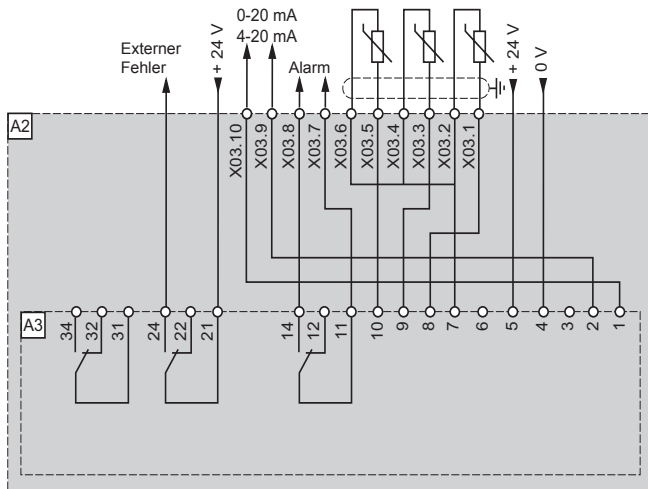 0-20 mA
4-20 mA
Externer
Fehler
+ 24 V
Alarm
+ 24 V
0 V
A2
X03.10
X03.9
X03.8
X03.7
X03.6
X03.5
X03.4
X03.3
X03.2
X03.1
A3
34
32
31
24
22
21
14
12
11
10
9
8
7
6
5
4
3
2
1